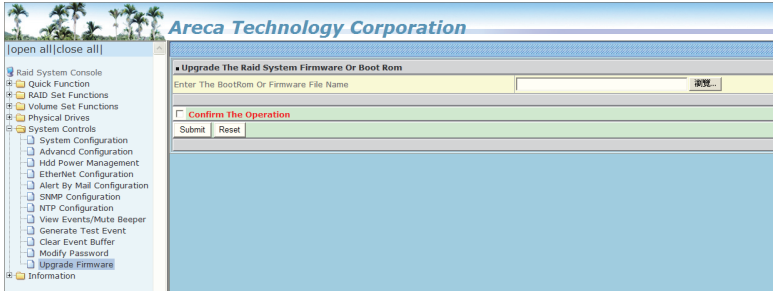 Areca Technology Corporation
|open all|close all|
Raid System Console
Quick Function
RAID Set Functions
Volume Set Functions
Physical Drives
System Controls
System Configuration
Advancd Configuration
Hdd Power Management
EtherNet Configuration
Alert By Mail Configuration
SNMP Configuration
NTP Configuration
View Events/Mute Beeper
Generate Test Event
Clear Event Buffer
Modify Password
Upgrade Firmware
Information
Upgrade The Raid System Firmware Or Boot Rom
Enter The BootRom Or Firmware File Name
瀏覽...
Confirm The Operation
Submit Reset